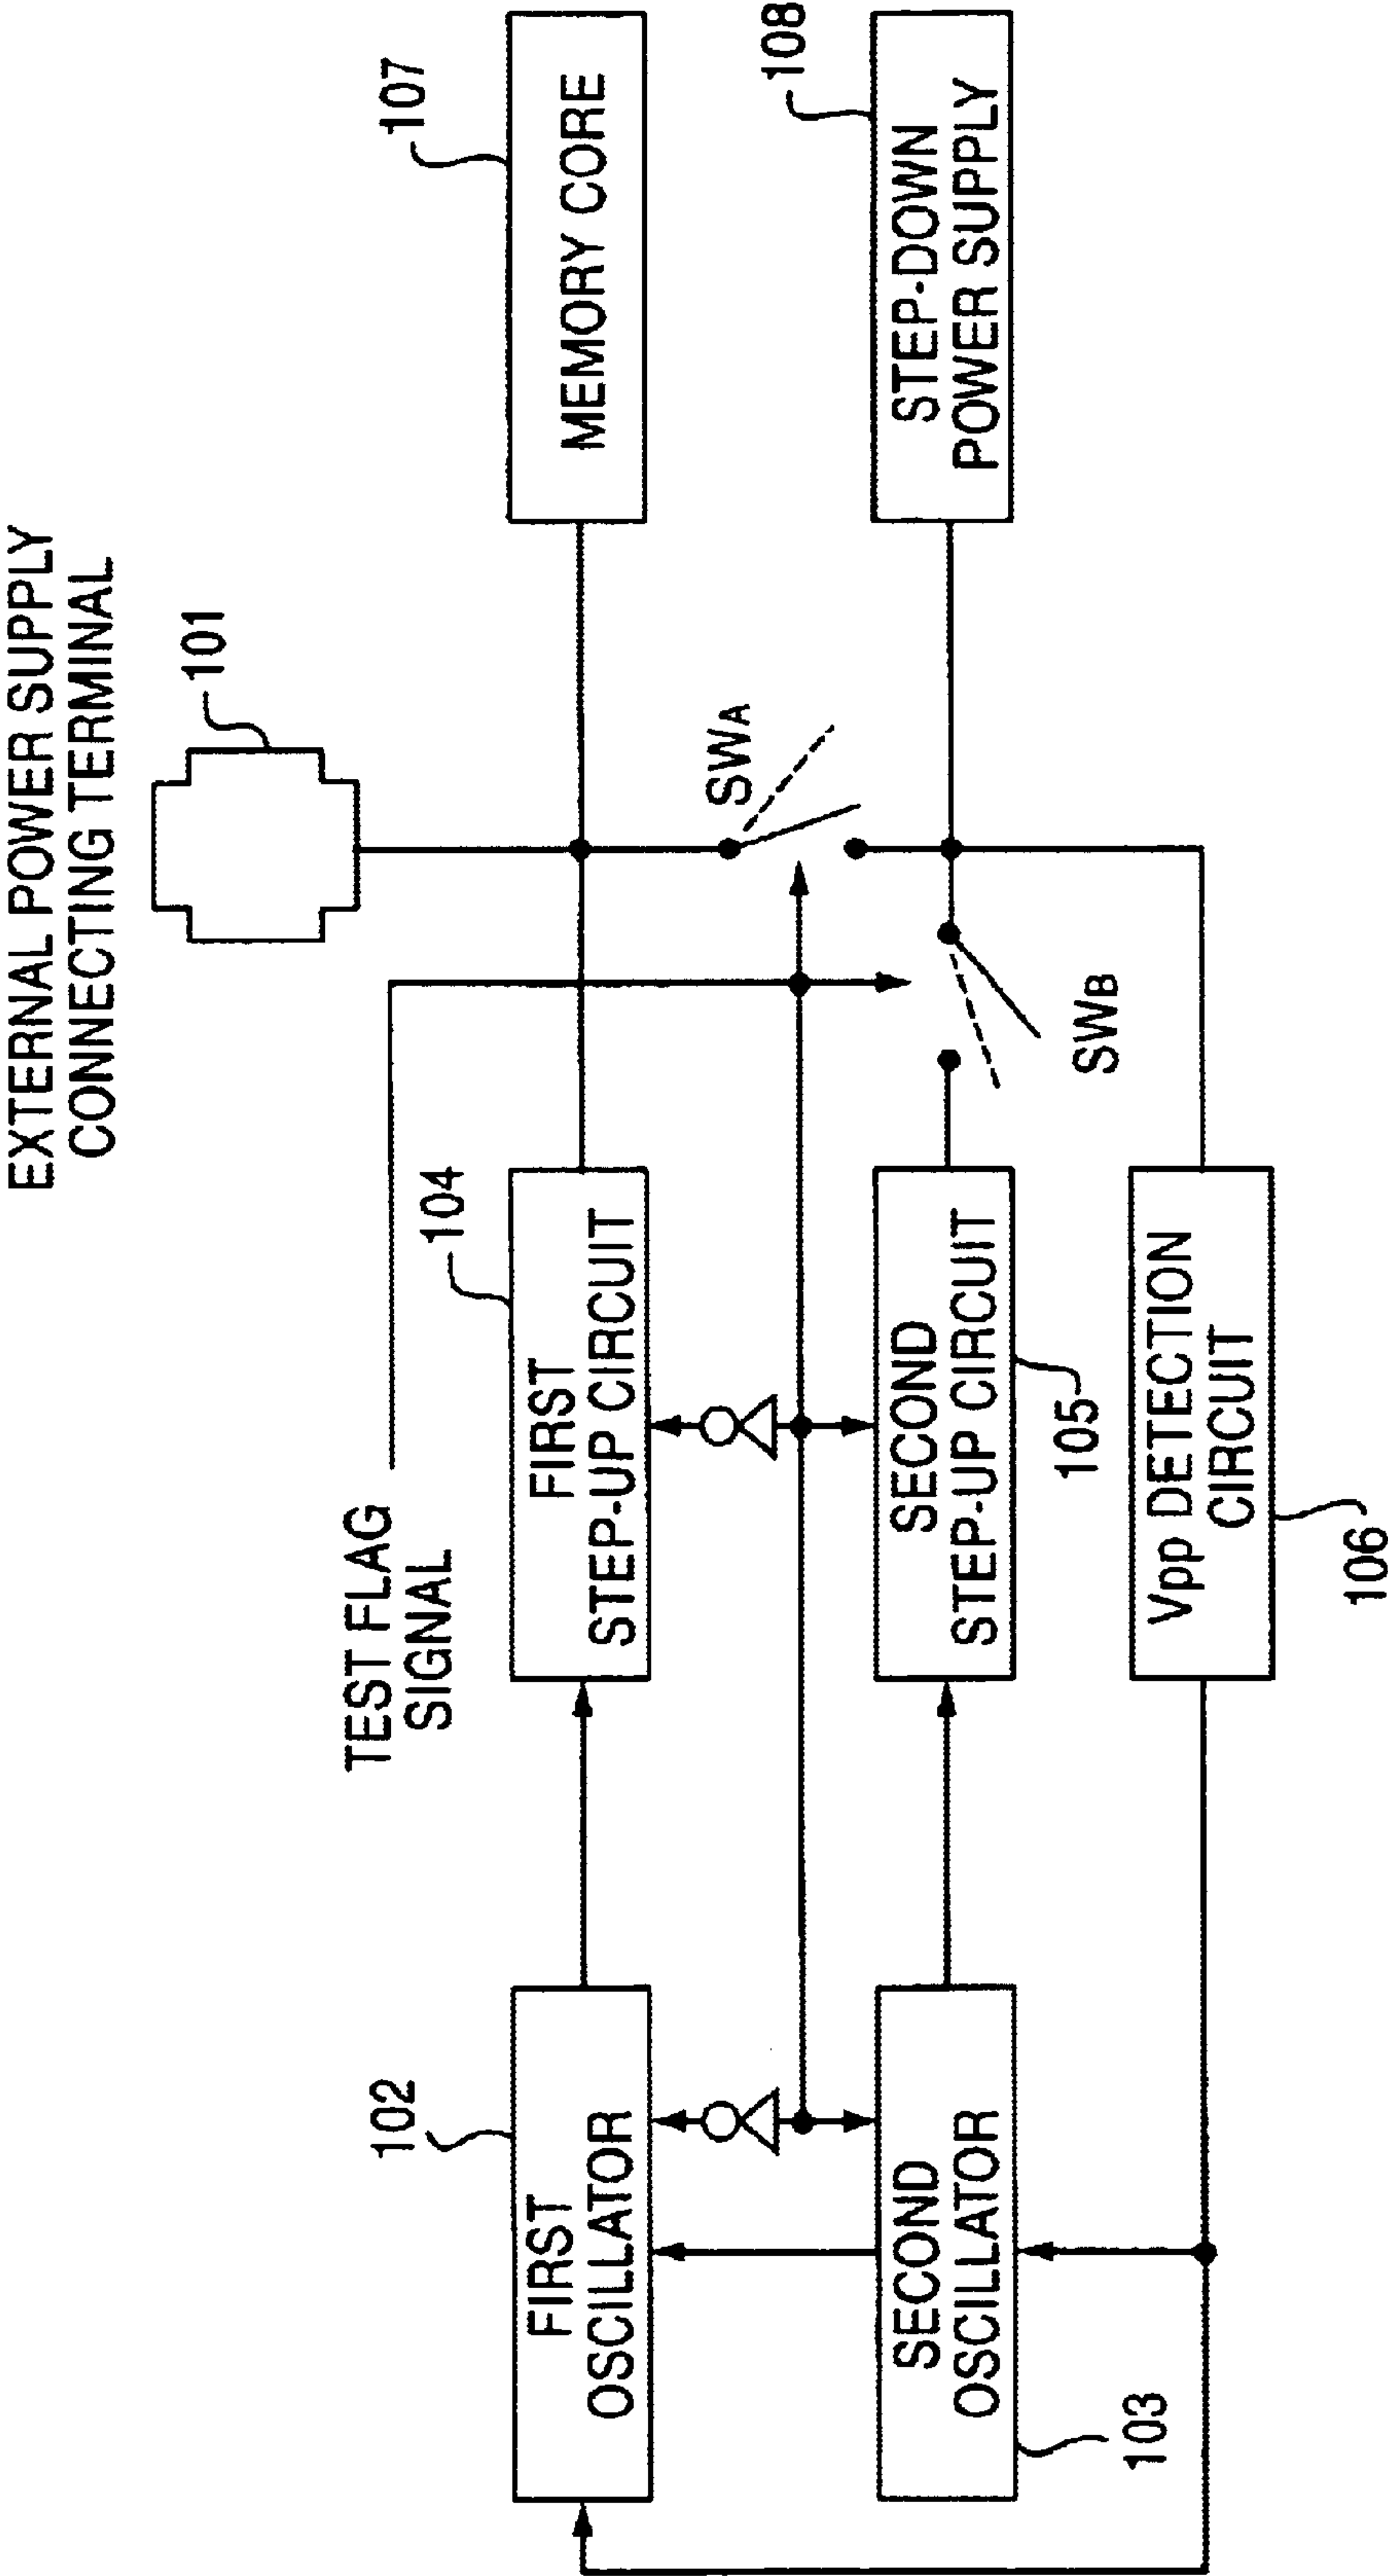 EXTERNAL POWER SUPPLY
CONNECTING TERMINAL
101
TEST FLAG
SIGNAL
102
FIRST
OSCILLATOR
104
FIRST
STEP-UP CIRCUIT
107
MEMORY CORE
SWA
SECOND
OSCILLATOR
103
SECOND
STEP-UP CIRCUIT
105
SWB
108
STEP-DOWN
POWER SUPPLY
Vpp DETECTION
CIRCUIT
106